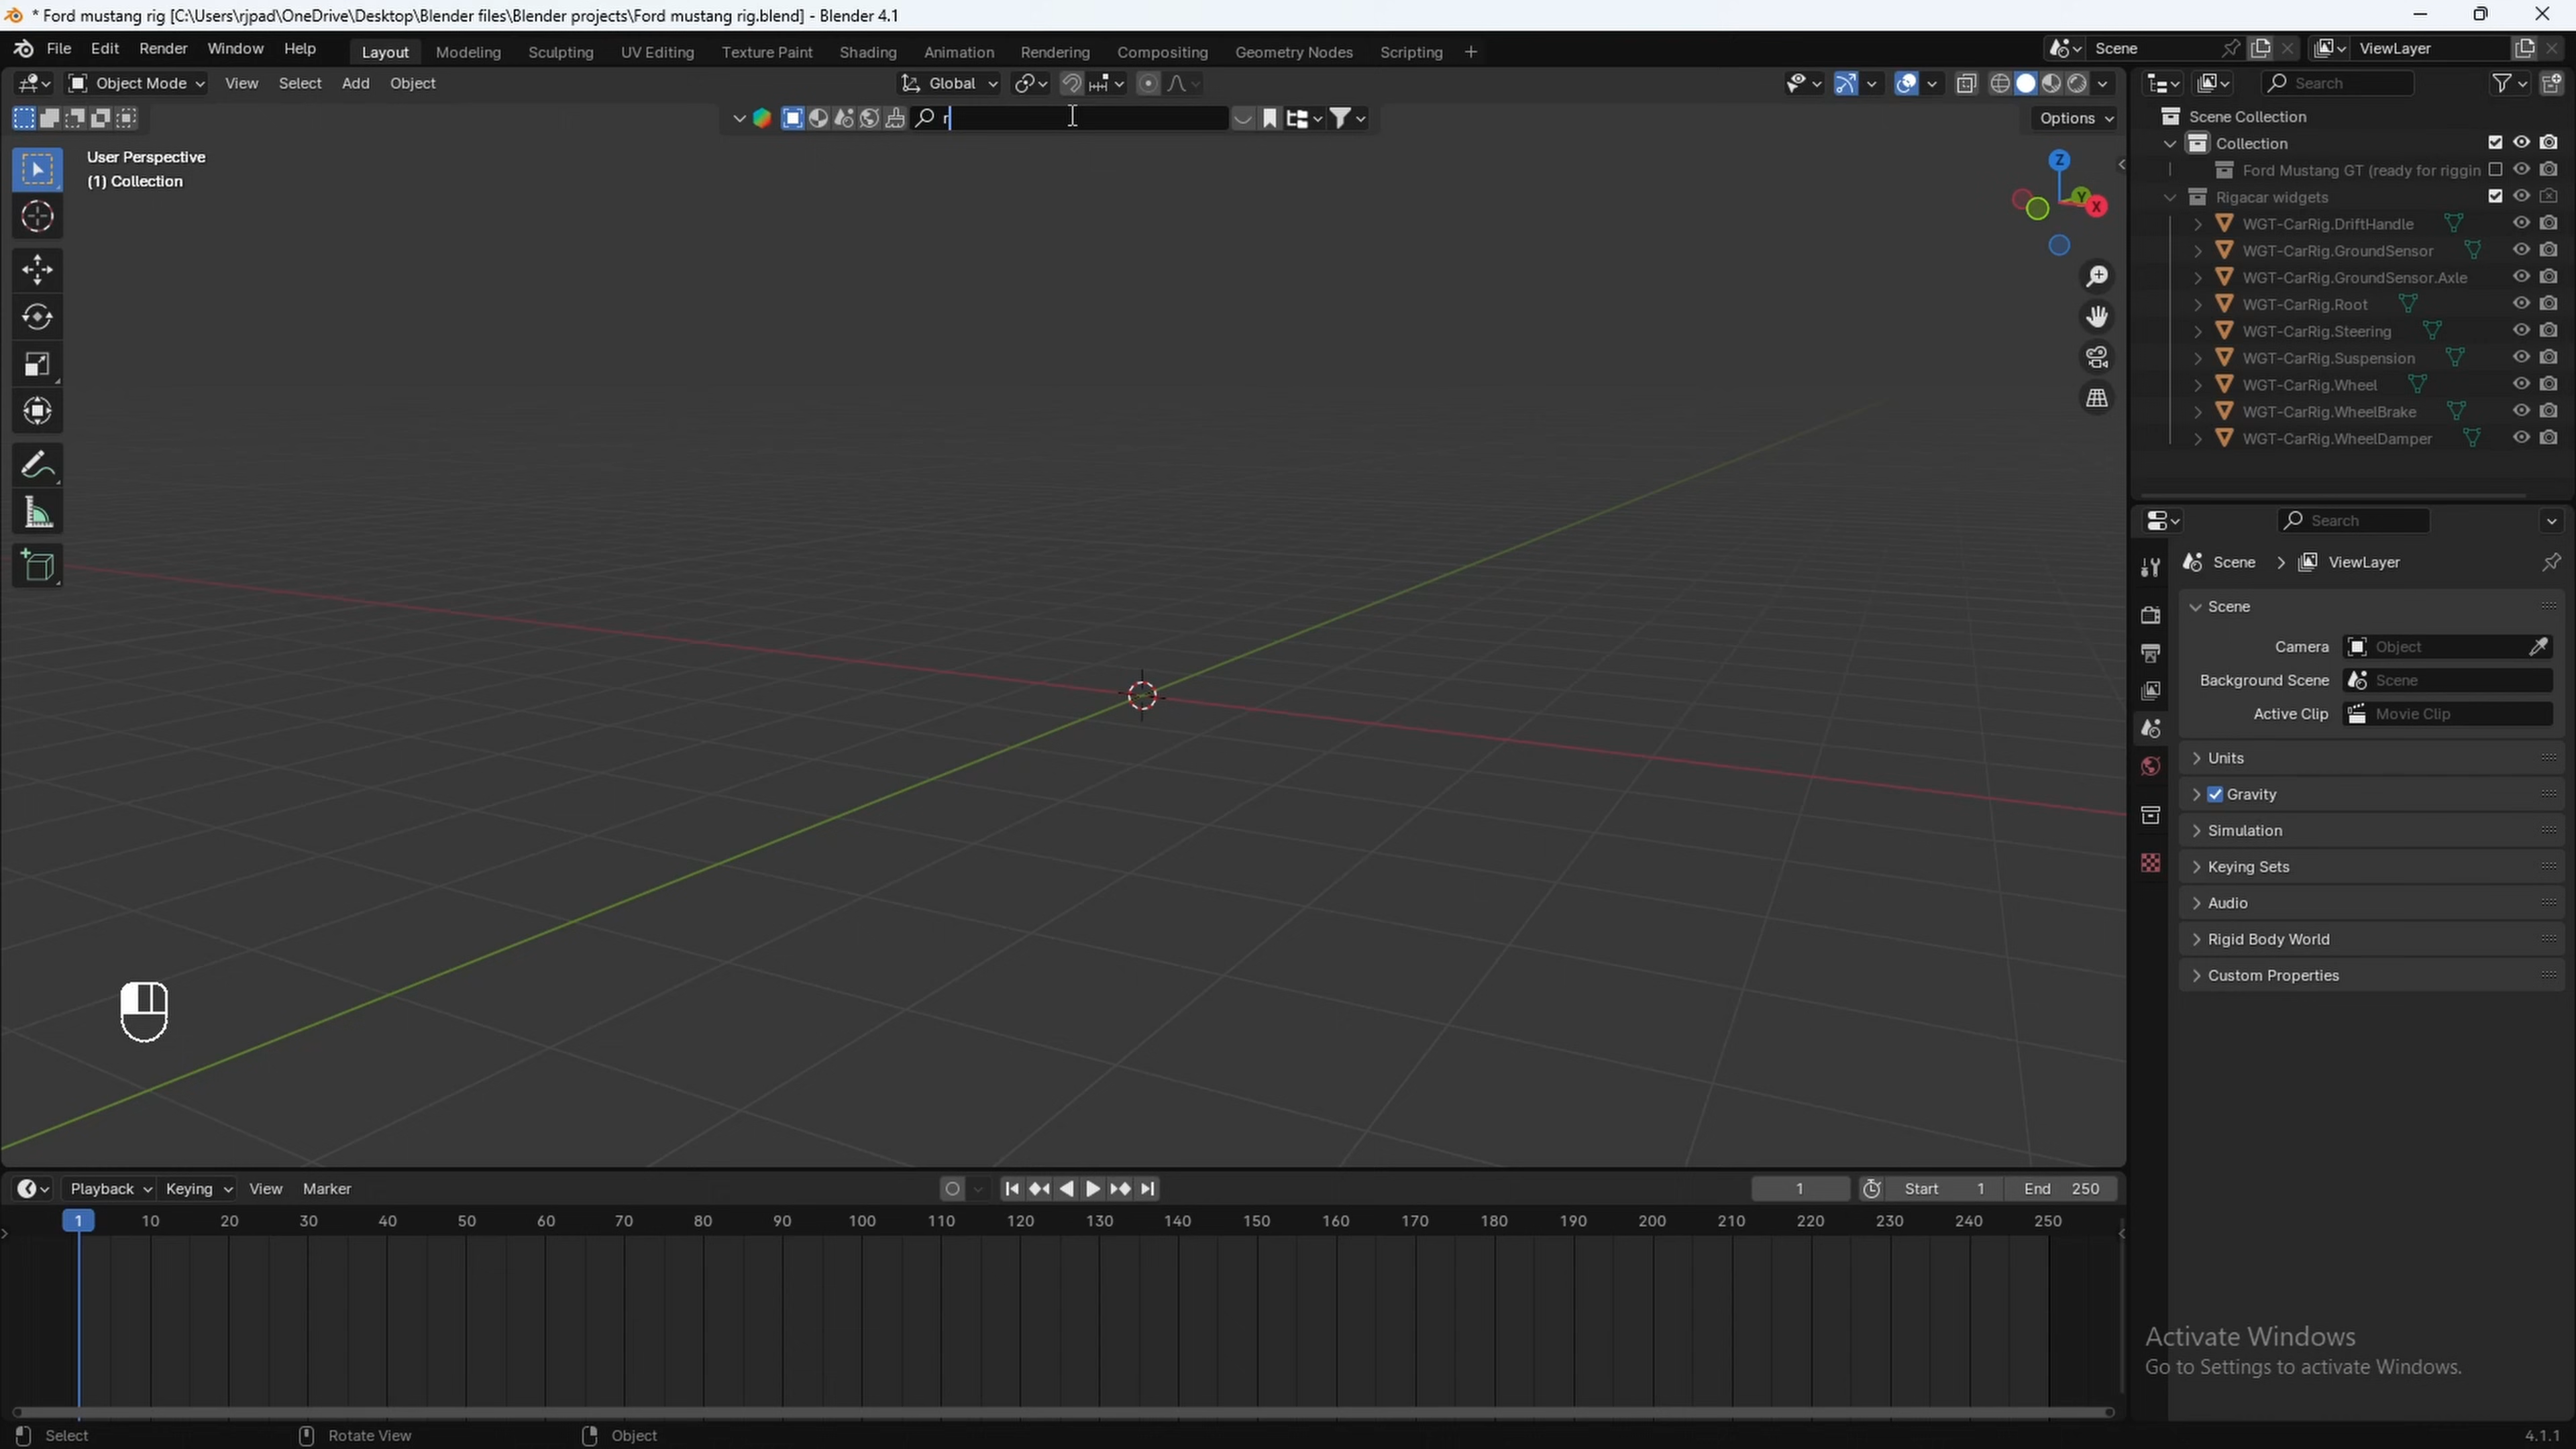 * Ford mustang rig [C:\Users\rjpad\OneDrive\Desktop\Blender files\Blender projects\Ford mustang rig.blend] - Blender 4.1
File Edit Render Window Help Layout Modeling Sculpting UV Editing Texture Paint Shading Animation Rendering Compositing Geometry Nodes Scripting + Scene ViewLayer
Object Mode View Select Add Object Global Search
r Options
User Perspective
(1) Collection
Z
Y
X
Scene Collection
Collection
Ford Mustang GT (ready for riggin
Rigacar widgets
WGT-CarRig.DriftHandle
WGT-CarRig.GroundSensor
WGT-CarRig.GroundSensor.Axle
WGT-CarRig.Root
WGT-CarRig.Steering
WGT-CarRig.Suspension
WGT-CarRig.Wheel
WGT-CarRig.WheelBrake
WGT-CarRig.WheelDamper
Search
Scene > ViewLayer
Scene
Camera Object
Background Scene Scene
Active Clip Movie Clip
Units
Gravity
Simulation
Keying Sets
Audio
Rigid Body World
Custom Properties
Playback Keying View Marker 1 Start 1 End 250
1 10 20 30 40 50 60 70 80 90 100 110 120 130 140 150 160 170 180 190 200 210 220 230 240 250
Activate Windows
Go to Settings to activate Windows.
Select Rotate View Object 4.1.1